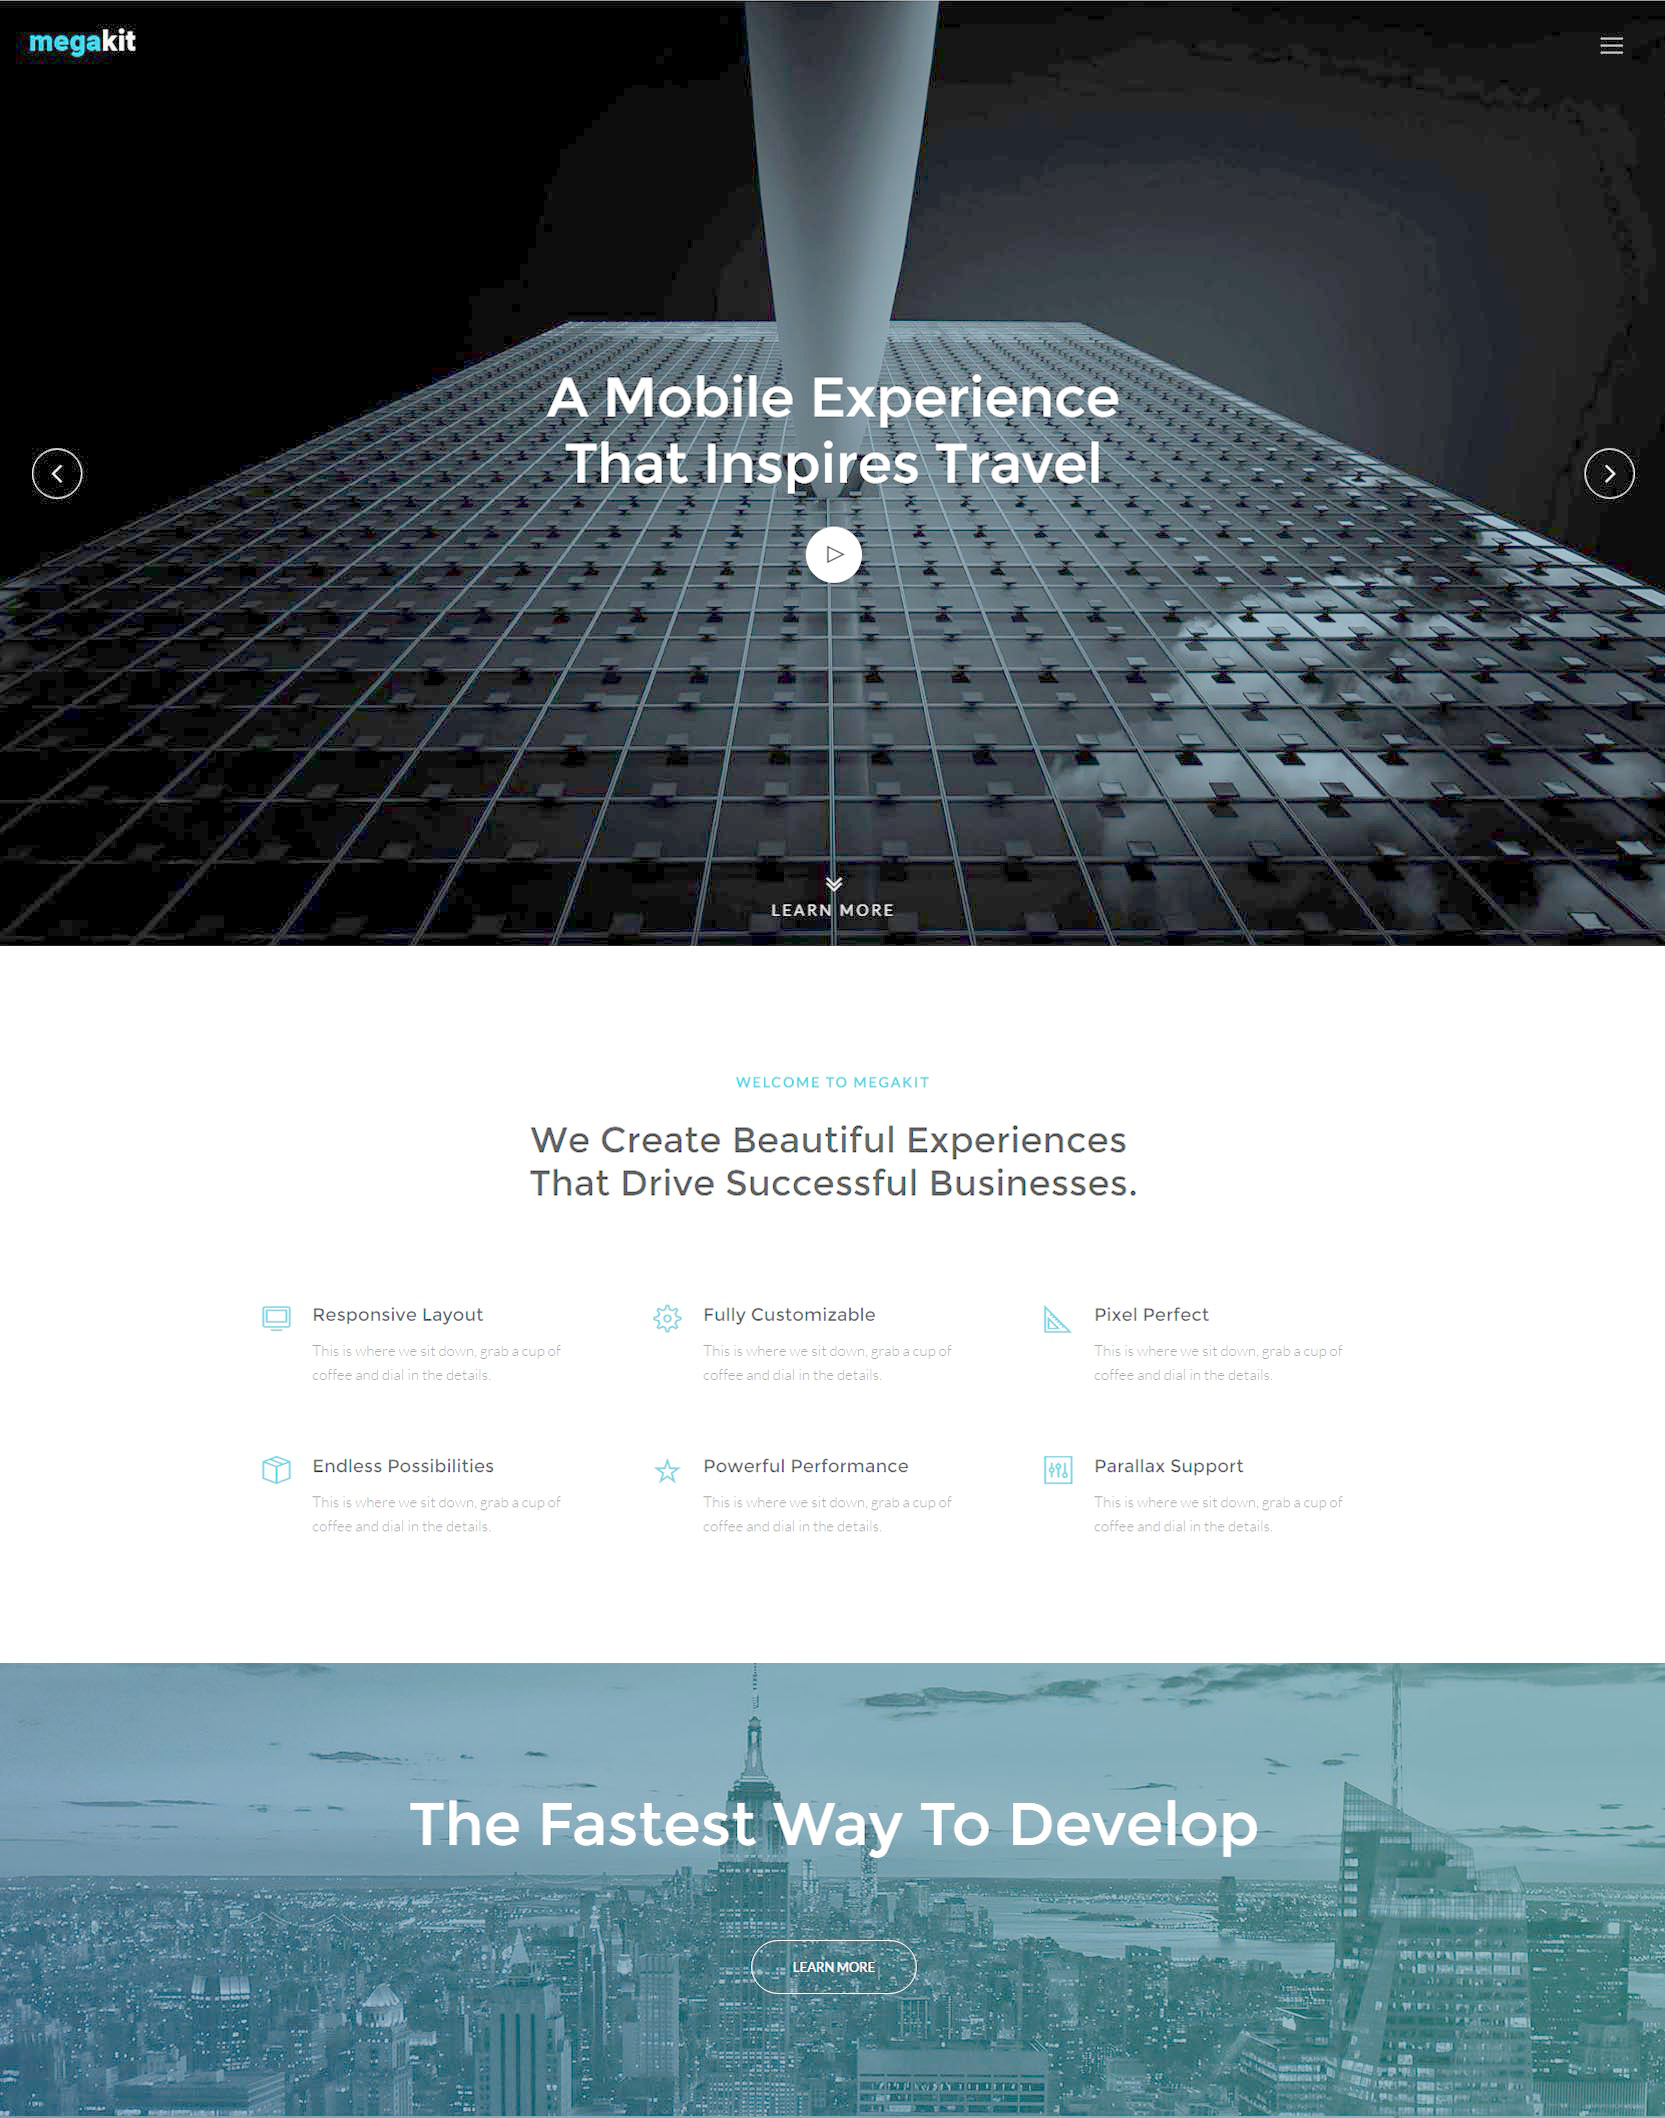 megakit
A Mobile Experience
That Inspires Travel
LEARN MORE
WELCOME TO MEGAKIT
We Create Beautiful Experiences
That Drive Successful Businesses.
Responsive Layout
This is where we sit down, grab a cup of
coffee and dial in the details.
Fully Customizable
This is where we sit down, grab a cup of
coffee and dial in the details.
Pixel Perfect
This is where we sit down, grab a cup of
coffee and dial in the details.
Endless Possibilities
This is where we sit down, grab a cup of
coffee and dial in the details.
Powerful Performance
This is where we sit down, grab a cup of
coffee and dial in the details.
Parallax Support
This is where we sit down, grab a cup of
coffee and dial in the details.
The Fastest Way To Develop
LEARN MORE